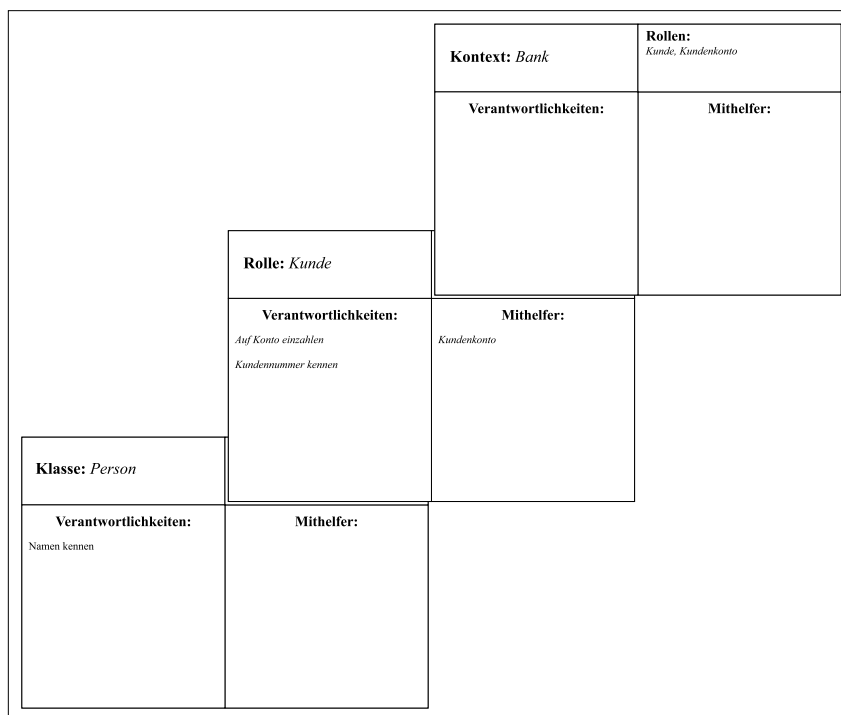 Kontext: Bank
Rollen:
Kunde, Kundenkonto
Verantwortlichkeiten:
Mithelfer:
Rolle: Kunde
Verantwortlichkeiten:
Mithelfer:
Auf Konto einzahlen
Kundenkonto
Kundennummer kennen
Klasse: Person
Verantwortlichkeiten:
Mithelfer:
Namen kennen